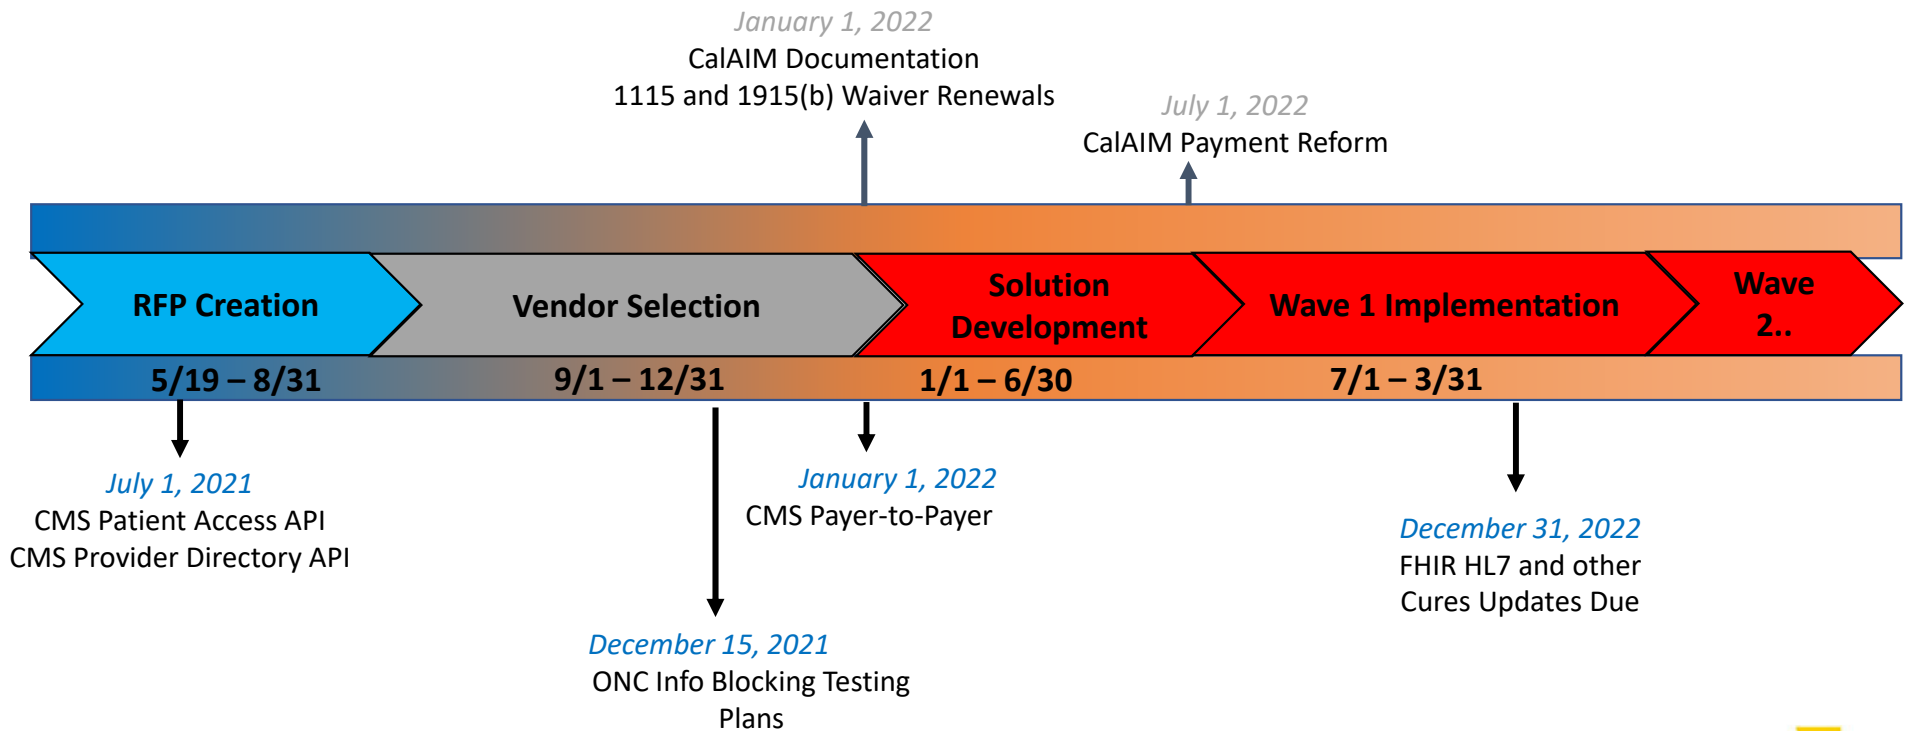 January 1, 2022
CalAIM Documentation
1115 and 1915(b) Waiver Renewals
July 1, 2022
CalAIM Payment Reform
RFP Creation
Vendor Selection
Solution
Development
Wave 1 Implementation
Wave
2..
5/19 – 8/31
9/1 – 12/31
1/1 – 6/30
7/1 – 3/31
July 1, 2021
CMS Patient Access API
CMS Provider Directory API
December 15, 2021
ONC Info Blocking Testing
Plans
January 1, 2022
CMS Payer-to-Payer
December 31, 2022
FHIR HL7 and other
Cures Updates Due